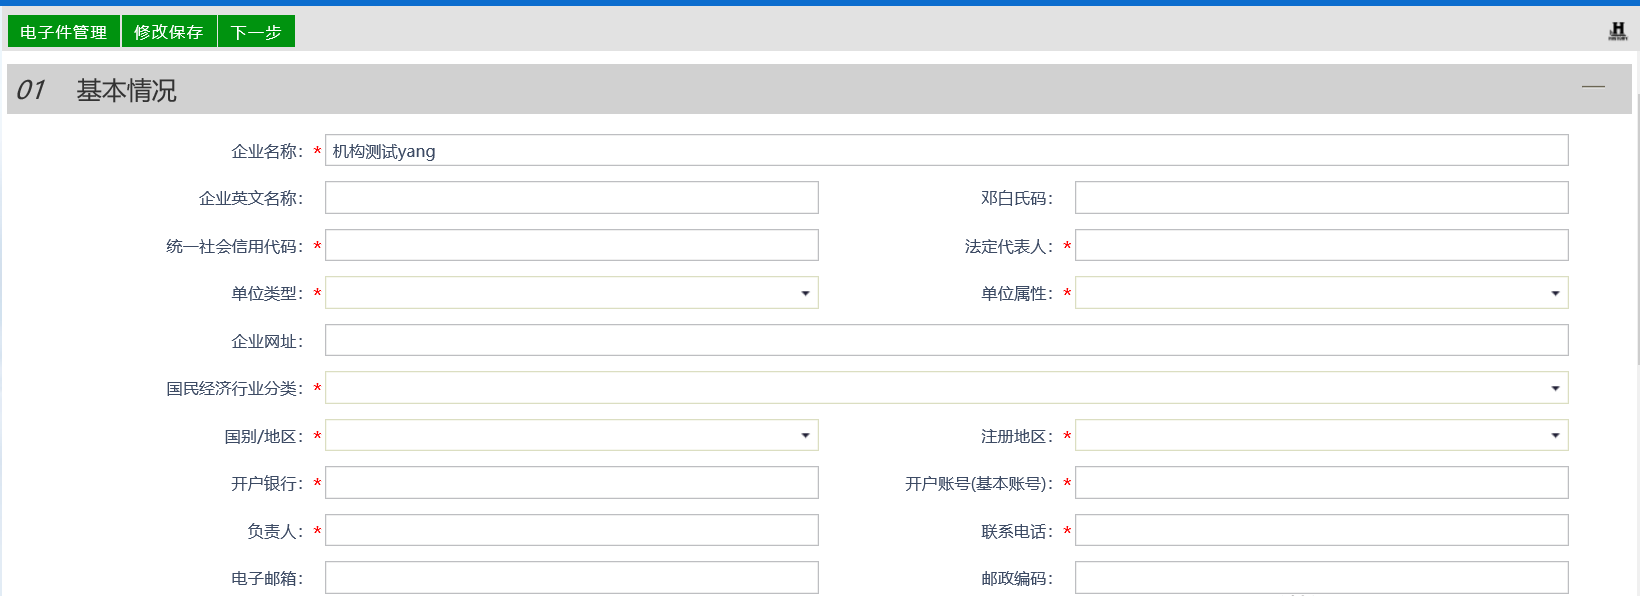 电子件管理 修改保存 下一步
H
01 基本情况
企业名称：* 机构测试yang
企业英文名称： 邓白氏码：
统一社会信用代码：* 法定代表人：*
单位类型：* 单位属性：*
企业网址：
国民经济行业分类：*
国别/地区：* 注册地区：*
开户银行：* 开户账号(基本账号)：*
负责人：* 联系电话：*
电子邮箱： 邮政编码：